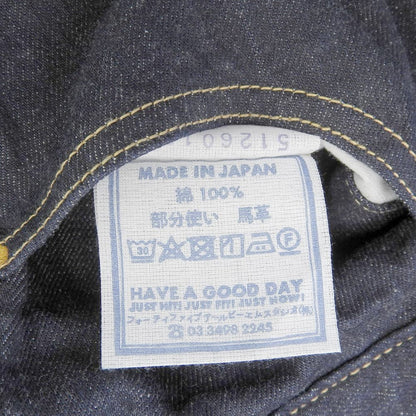 512601
MADE IN JAPAN
綿 100%
部分使い 馬革
30 F
HAVE A GOOD DAY
JUST HIT! JUST FIT! JUST NOW!
フォーティファイブアールピーエムスタジオ(株)
☎ 03 3498 2245